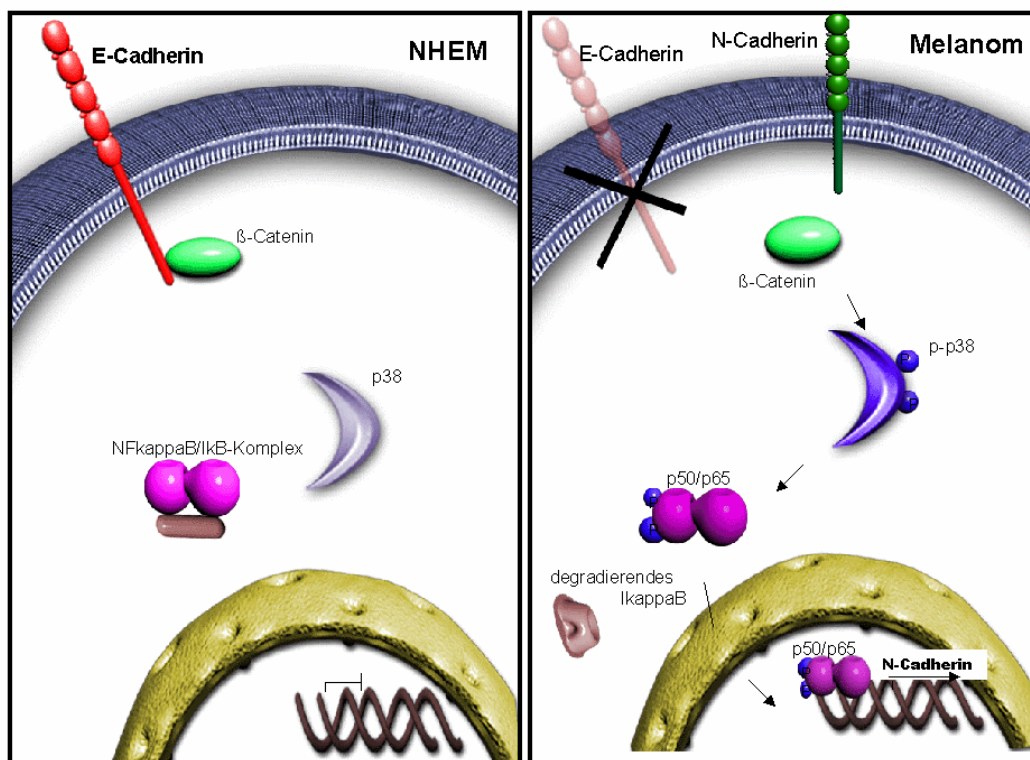 E-Cadherin
NHEM
ß-Catenin
p38
NFkappaB/IkB-Komplex
N-Cadherin
Melanom
E-Cadherin
ß-Catenin
p-p38
P
P
p50/p65
P
P
degradierendes
IkappaB
p50/p65
N-Cadherin
P
P